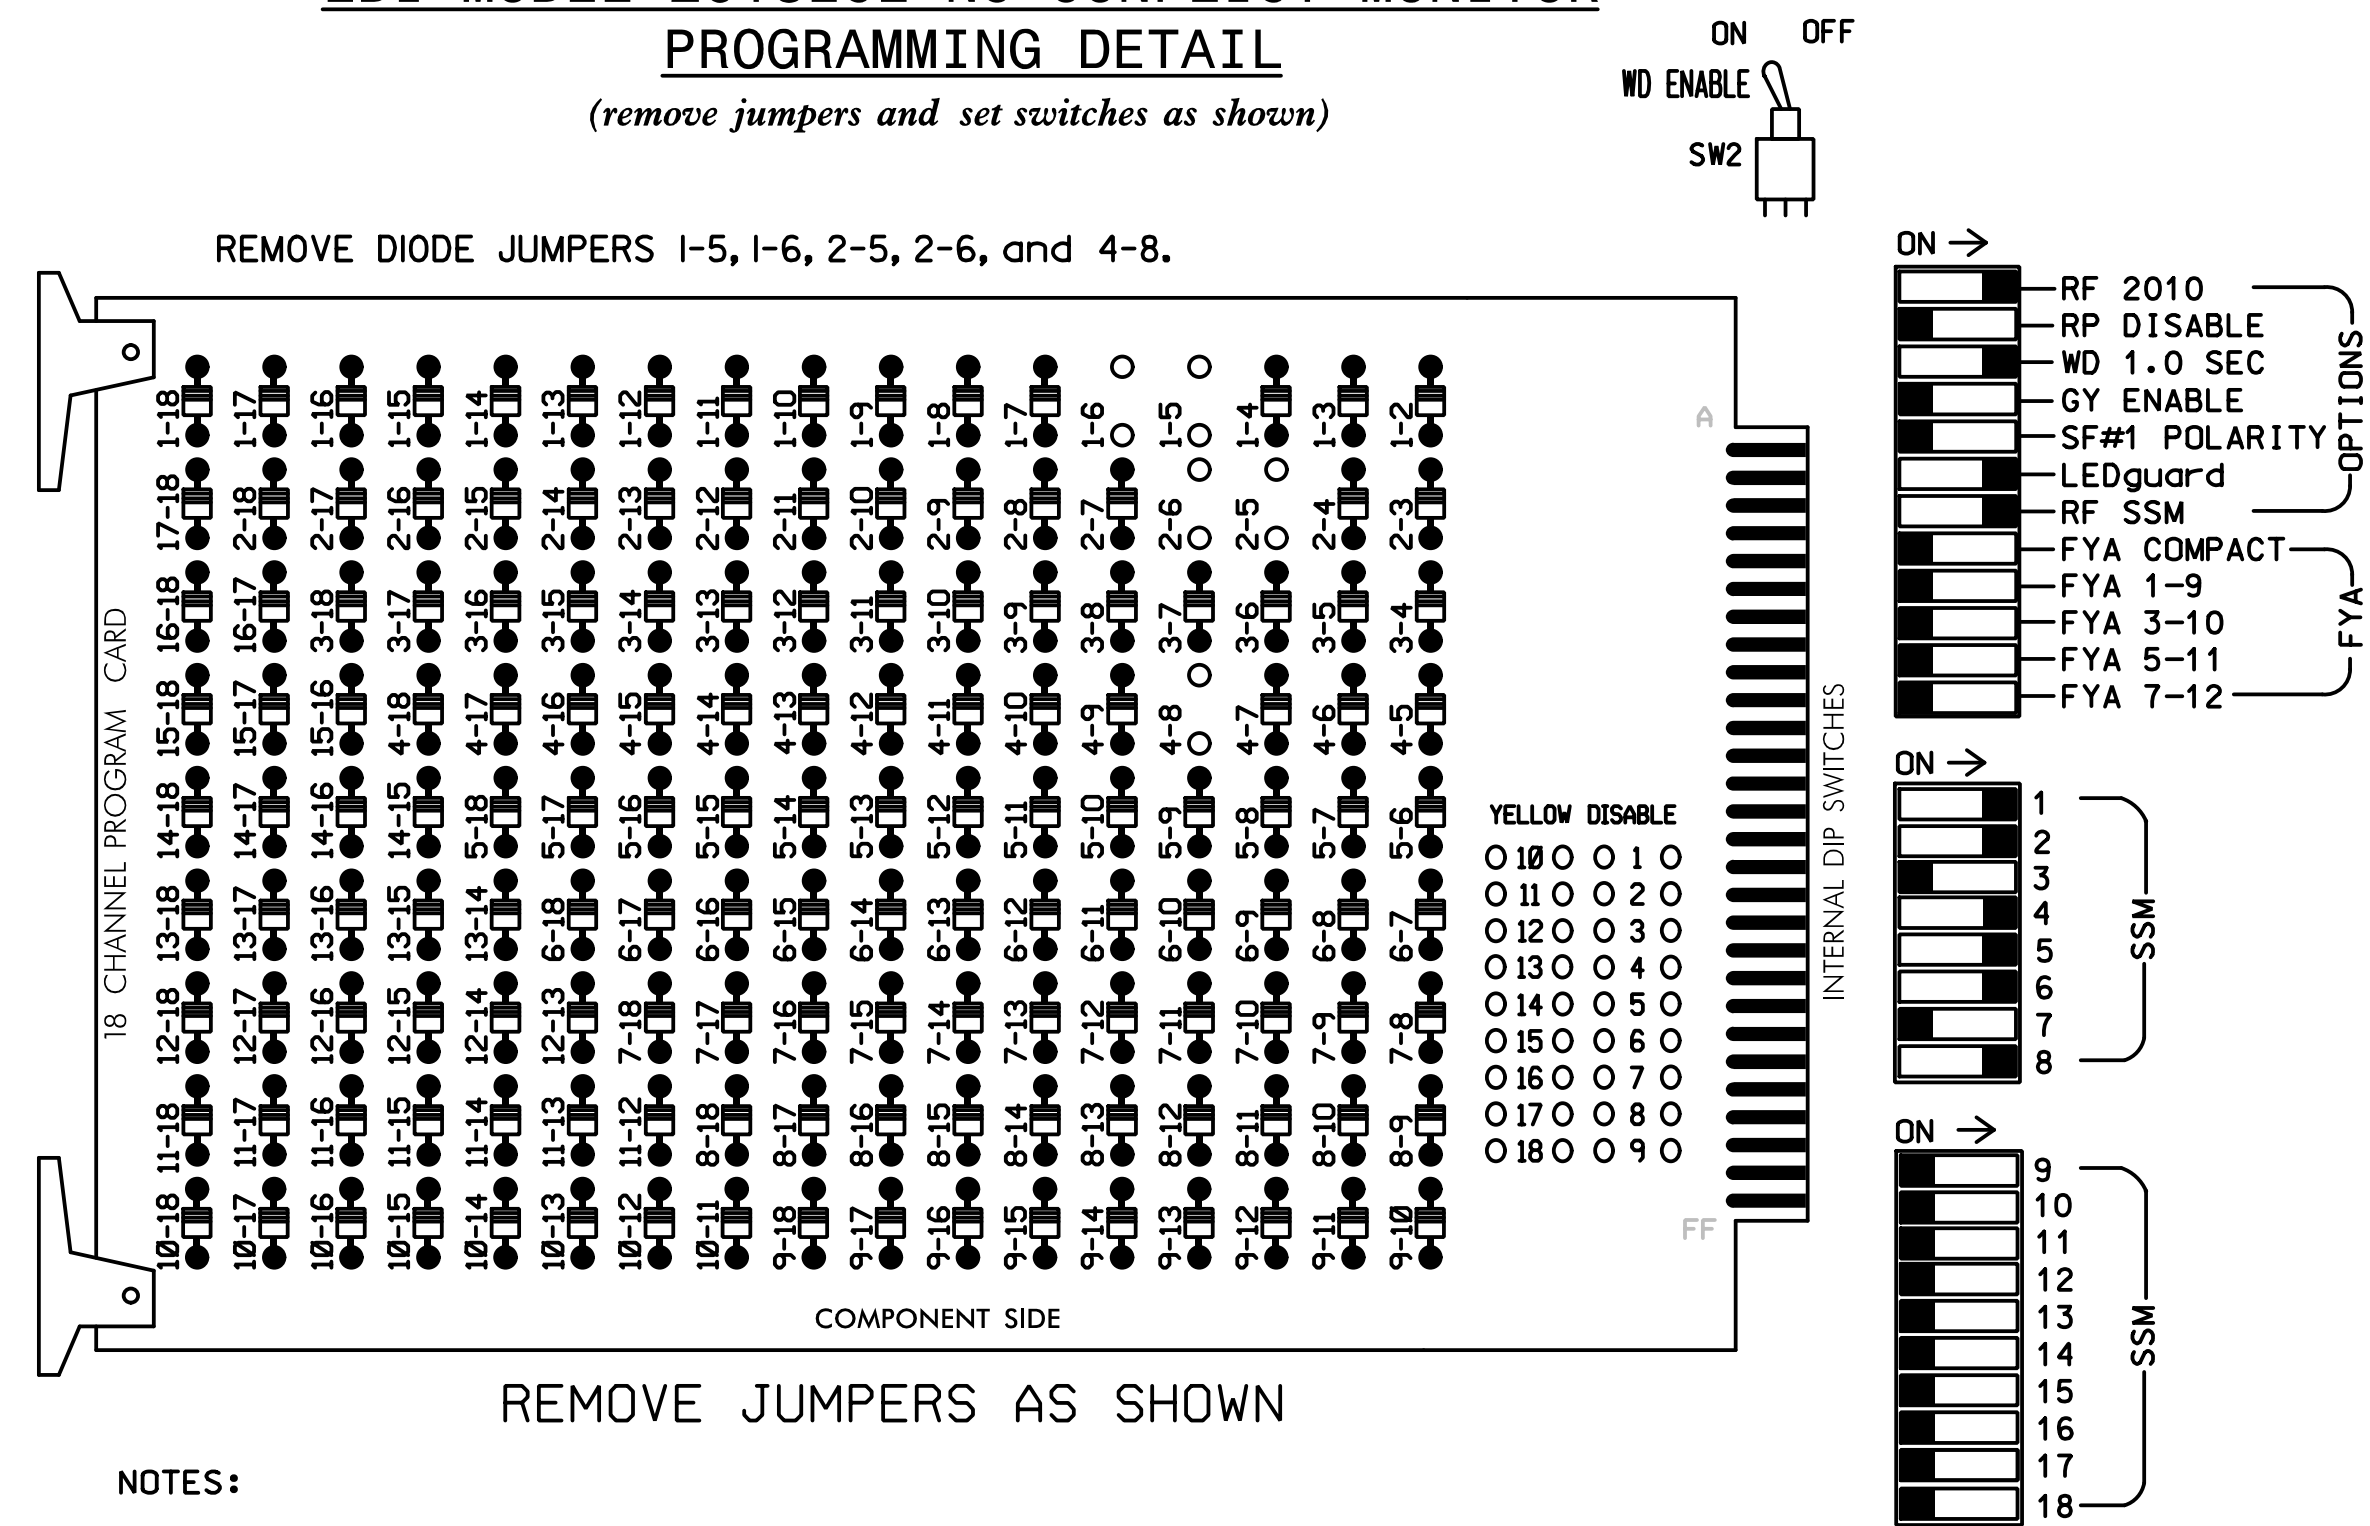 PROGRAMMING DETAIL
(remove jumpers and set switches as shown)
ON OFF
WD ENABLE
SW2
REMOVE DIODE JUMPERS 1-5, 1-6, 2-5, 2-6, and 4-8.
18 CHANNEL PROGRAM CARD
1-18 1-17 1-16 1-15 1-14 1-13 1-12 1-11 1-10 1-9 1-8 1-7 1-6 1-5 1-4 1-3 1-2
17-18 2-18 2-17 2-16 2-15 2-14 2-13 2-12 2-11 2-10 2-9 2-8 2-7 2-6 2-5 2-4 2-3
16-18 16-17 3-18 3-17 3-16 3-15 3-14 3-13 3-12 3-11 3-10 3-9 3-8 3-7 3-6 3-5 3-4
15-18 15-17 15-16 4-18 4-17 4-16 4-15 4-14 4-13 4-12 4-11 4-10 4-9 4-8 4-7 4-6 4-5
14-18 14-17 14-16 14-15 5-18 5-17 5-16 5-15 5-14 5-13 5-12 5-11 5-10 5-9 5-8 5-7 5-6
13-18 13-17 13-16 13-15 13-14 6-18 6-17 6-16 6-15 6-14 6-13 6-12 6-11 6-10 6-9 6-8 6-7
12-18 12-17 12-16 12-15 12-14 12-13 7-18 7-17 7-16 7-15 7-14 7-13 7-12 7-11 7-10 7-9 7-8
11-18 11-17 11-16 11-15 11-14 11-13 11-12 8-18 8-17 8-16 8-15 8-14 8-13 8-12 8-11 8-10 8-9
10-18 10-17 10-16 10-15 10-14 10-13 10-12 10-11 9-18 9-17 9-16 9-15 9-14 9-13 9-12 9-11 9-10
A
YELLOW DISABLE
10 1
11 2
12 3
13 4
14 5
15 6
16 7
17 8
18 9
FF
COMPONENT SIDE
INTERNAL DIP SWITCHES
ON
RF 2010
RP DISABLE
WD 1.0 SEC
GY ENABLE
SF#1 POLARITY
LEDguard
RF SSM
OPTIONS
FYA COMPACT
FYA 1-9
FYA 3-10
FYA 5-11
FYA 7-12
FYA
ON
1
2
3
4
5
6
7
8
SSM
ON
9
10
11
12
13
14
15
16
17
18
SSM
REMOVE JUMPERS AS SHOWN
NOTES: